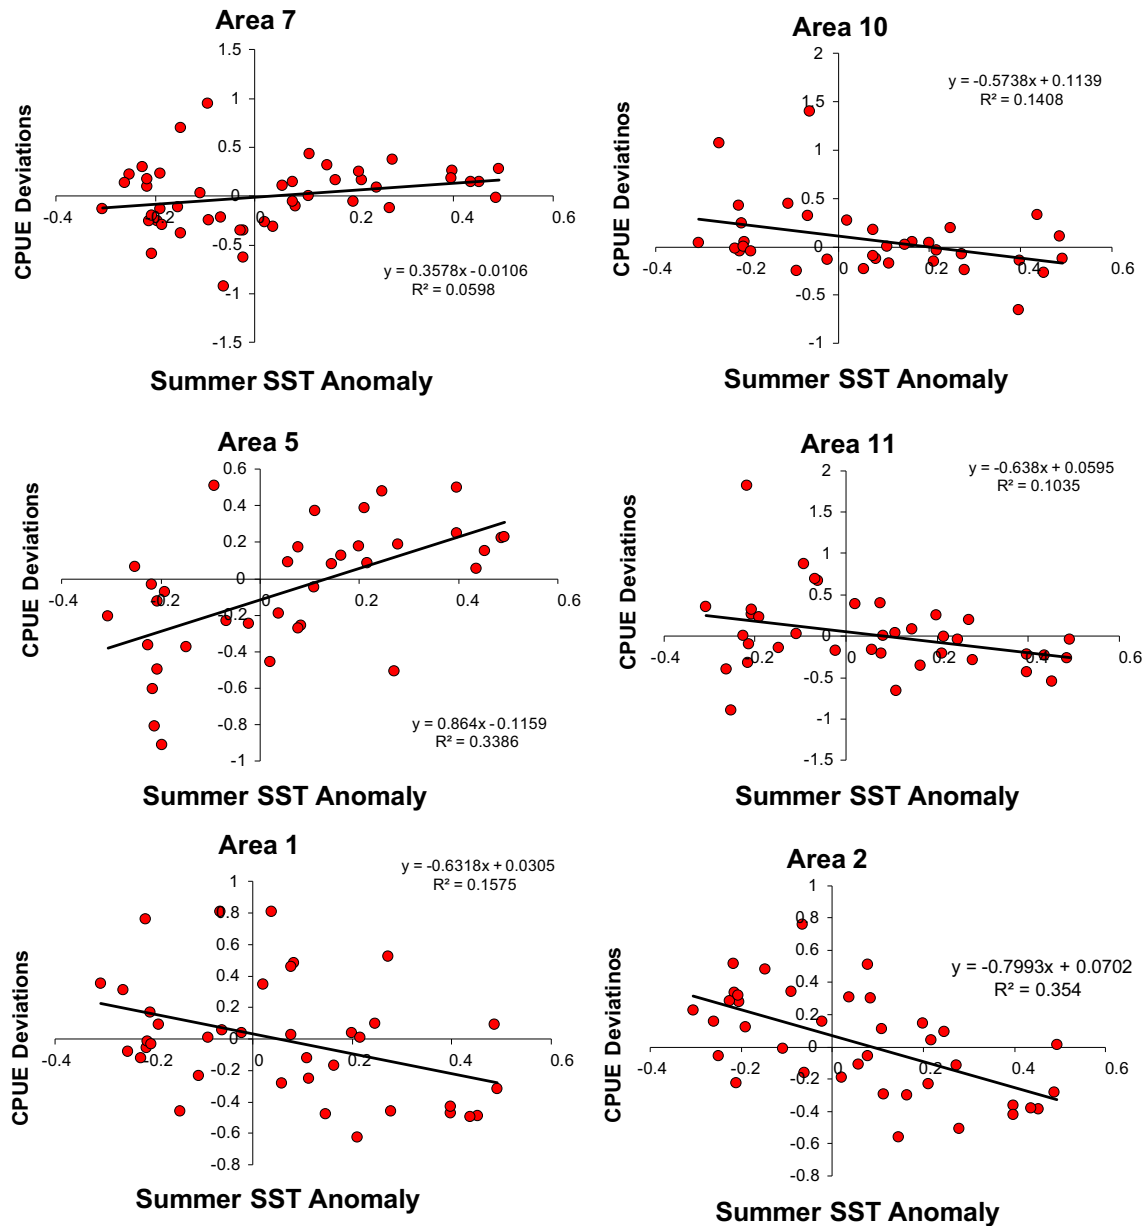 Area 7
1.5
1
0.5
0
-0.5
-1
-1.5
-0.4
-0.2
0
0.2
0.4
0.6
CPUE Deviations
y = 0.3578x - 0.0106
R² = 0.0598
Summer SST Anomaly
Area 10
2
1.5
1
0.5
0
-0.5
-1
-0.4
-0.2
0
0.2
0.4
0.6
CPUE Deviatinos
y = -0.5738x + 0.1139
R² = 0.1408
Summer SST Anomaly
Area 5
0.6
0.4
0.2
0
-0.2
-0.4
-0.6
-0.8
-1
-0.4
-0.2
0
0.2
0.4
0.6
CPUE Deviations
y = 0.864x - 0.1159
R² = 0.3386
Summer SST Anomaly
Area 11
2
1.5
1
0.5
0
-0.5
-1
-1.5
-0.4
-0.2
0
0.2
0.4
0.6
CPUE Deviatinos
y = -0.638x + 0.0595
R² = 0.1035
Summer SST Anomaly
Area 1
1
0.8
0.6
0.4
0.2
0
-0.2
-0.4
-0.6
-0.8
-0.4
-0.2
0
0.2
0.4
0.6
CPUE Deviations
y = -0.6318x + 0.0305
R² = 0.1575
Summer SST Anomaly
Area 2
1
0.8
0.6
0.4
0.2
0
-0.2
-0.4
-0.6
-0.8
-0.4
-0.2
0
0.2
0.4
0.6
CPUE Deviatinos
y = -0.7993x + 0.0702
R² = 0.354
Summer SST Anomaly